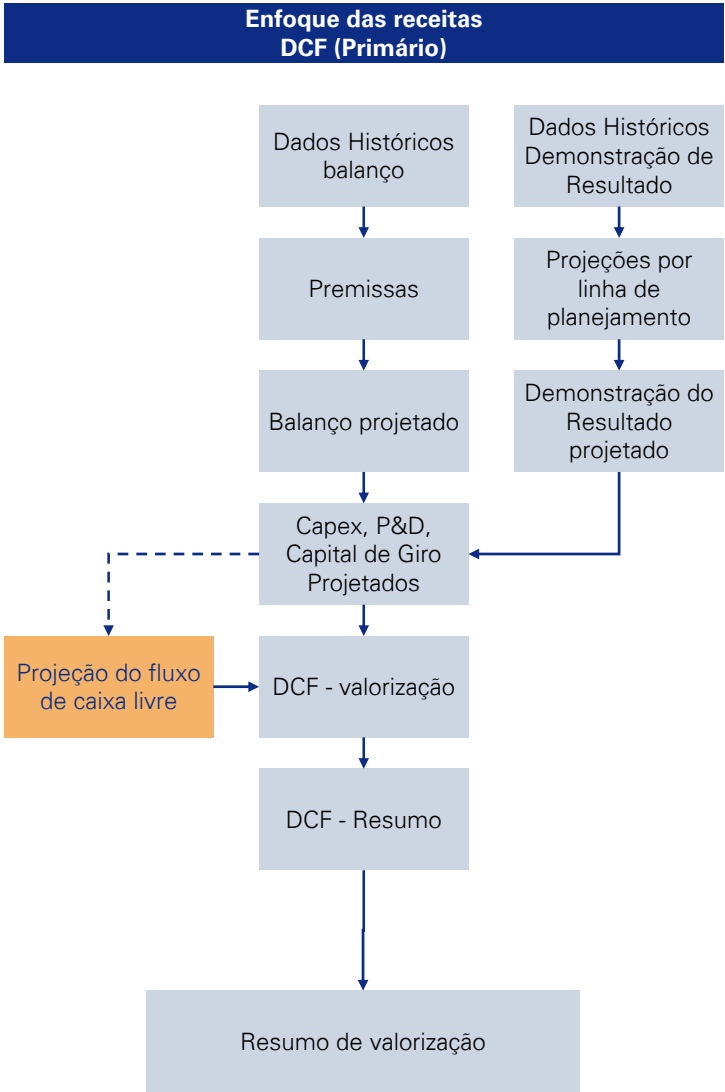 Enfoque das receitas
DCF (Primário)
Dados Históricos
balanço
Dados Históricos
Demonstração de
Resultado
Premissas
Projeções por
linha de
planejamento
Balanço projetado
Demonstração do
Resultado
projetado
Capex, P&D,
Capital de Giro
Projetados
Projeção do fluxo
de caixa livre
DCF - valorização
DCF - Resumo
Resumo de valorização